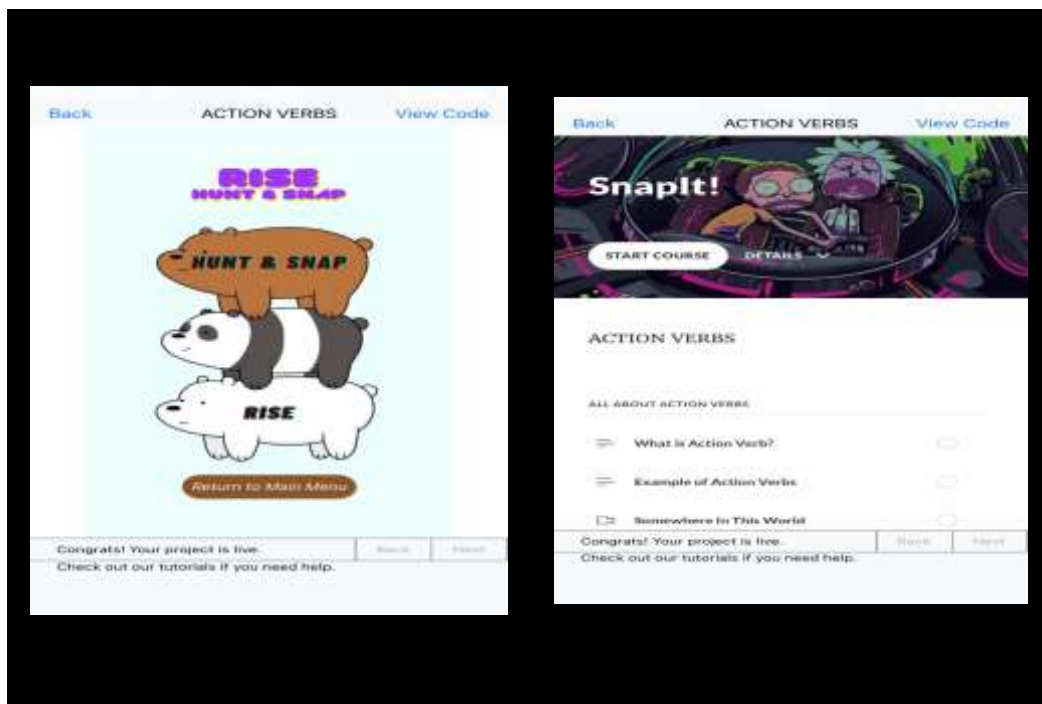 Back ACTION VERBS View Code
RISE
HUNT & SNAP
HUNT & SNAP
RISE
Return to Main Menu
Congrats! Your project is live. Back Next
Check out our tutorials if you need help.
Back ACTION VERBS View Code
SnapIt!
START COURSE DETAILS
ACTION VERBS
ALL ABOUT ACTION VERBS
What is Action Verb?
Example of Action Verbs
Somewhere In This World
Congrats! Your project is live. Back Next
Check out our tutorials if you need help.